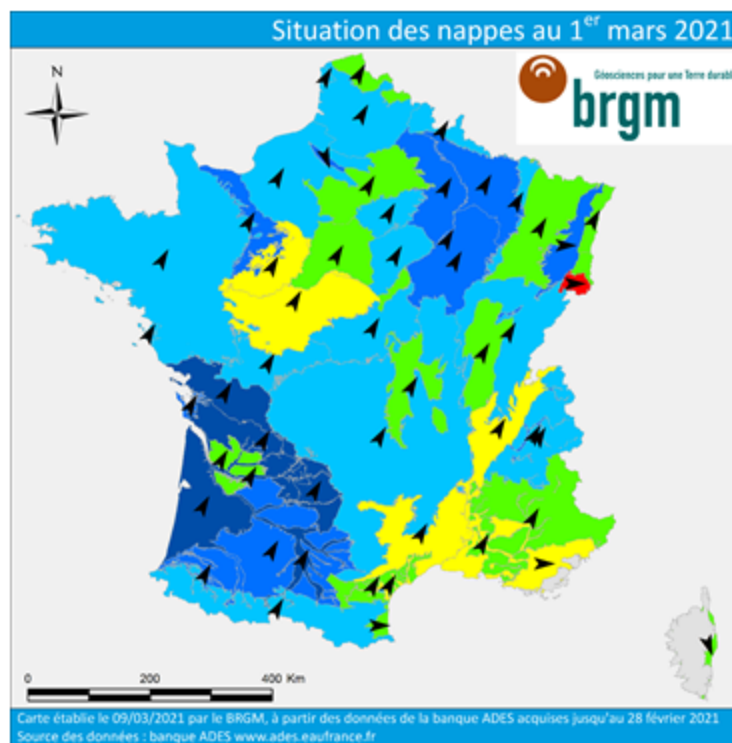 Situation des nappes au 1er mars 2021
Géosciences pour une Terre durable
brgm
N
0 200 400 Km
Carte établie le 09/03/2021 par le BRGM, à partir des données de la banque ADES acquises jusqu'au 28 février 2021
Source des données : banque ADES www.ades.eaufrance.fr